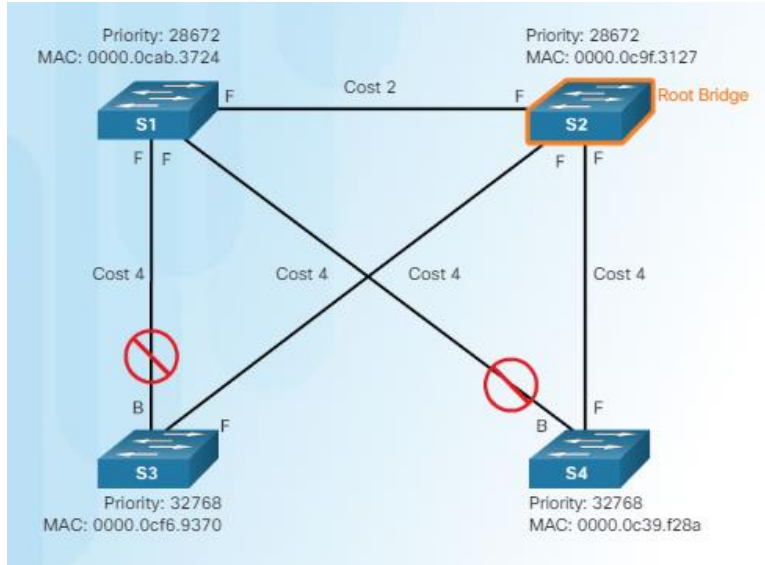 Priority: 28672
MAC: 0000.0cab.3724
Priority: 28672
MAC: 0000.0c9f.3127
F
Cost 2
F
Root Bridge
S1
S2
F F
F F
Cost 4
Cost 4
Cost 4
Cost 4
B
F
B
F
S3
S4
Priority: 32768
MAC: 0000.0cf6.9370
Priority: 32768
MAC: 0000.0c39.f28a